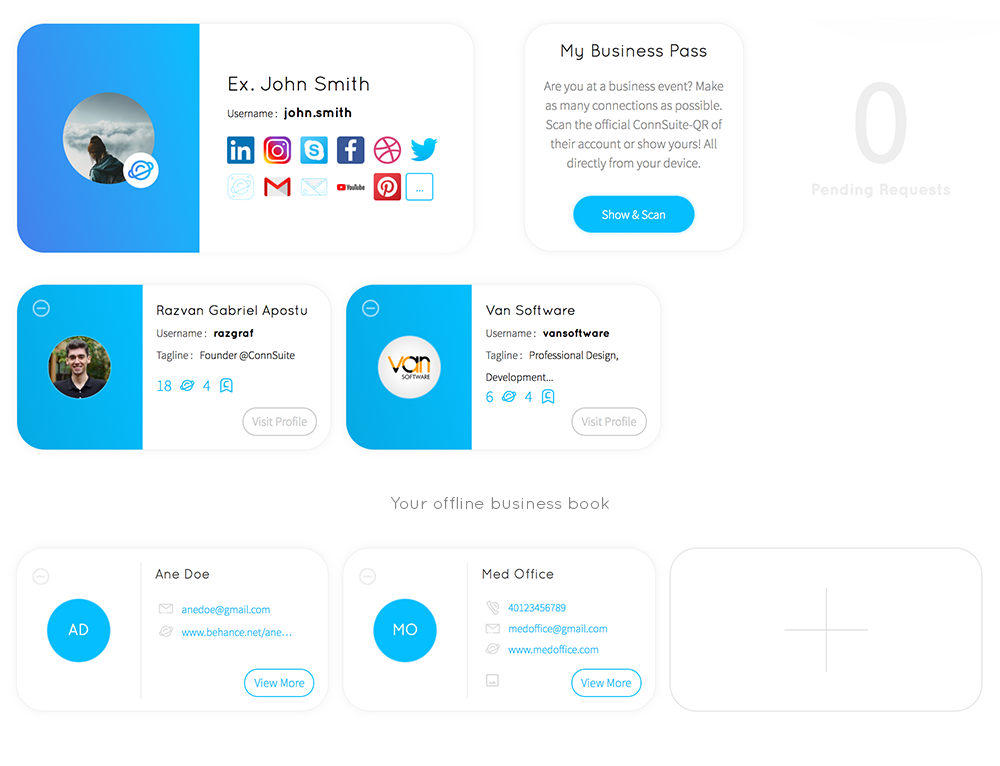 Ex. John Smith
Username : john.smith
YouTube
...
My Business Pass
Are you at a business event? Make
as many connections as possible.
Scan the official ConnSuite-QR of
their account or show yours! All
directly from your device.
Show & Scan
0
Pending Requests
Razvan Gabriel Apostu
Username : razgraf
Tagline : Founder @ConnSuite
18 4
Visit Profile
van
SOFTWARE
Van Software
Username : vansoftware
Tagline : Professional Design,
Development...
6 4
Visit Profile
Your offline business book
AD
Ane Doe
anedoe@gmail.com
www.behance.net/ane...
View More
MO
Med Office
40123456789
medoffice@gmail.com
www.medoffice.com
View More